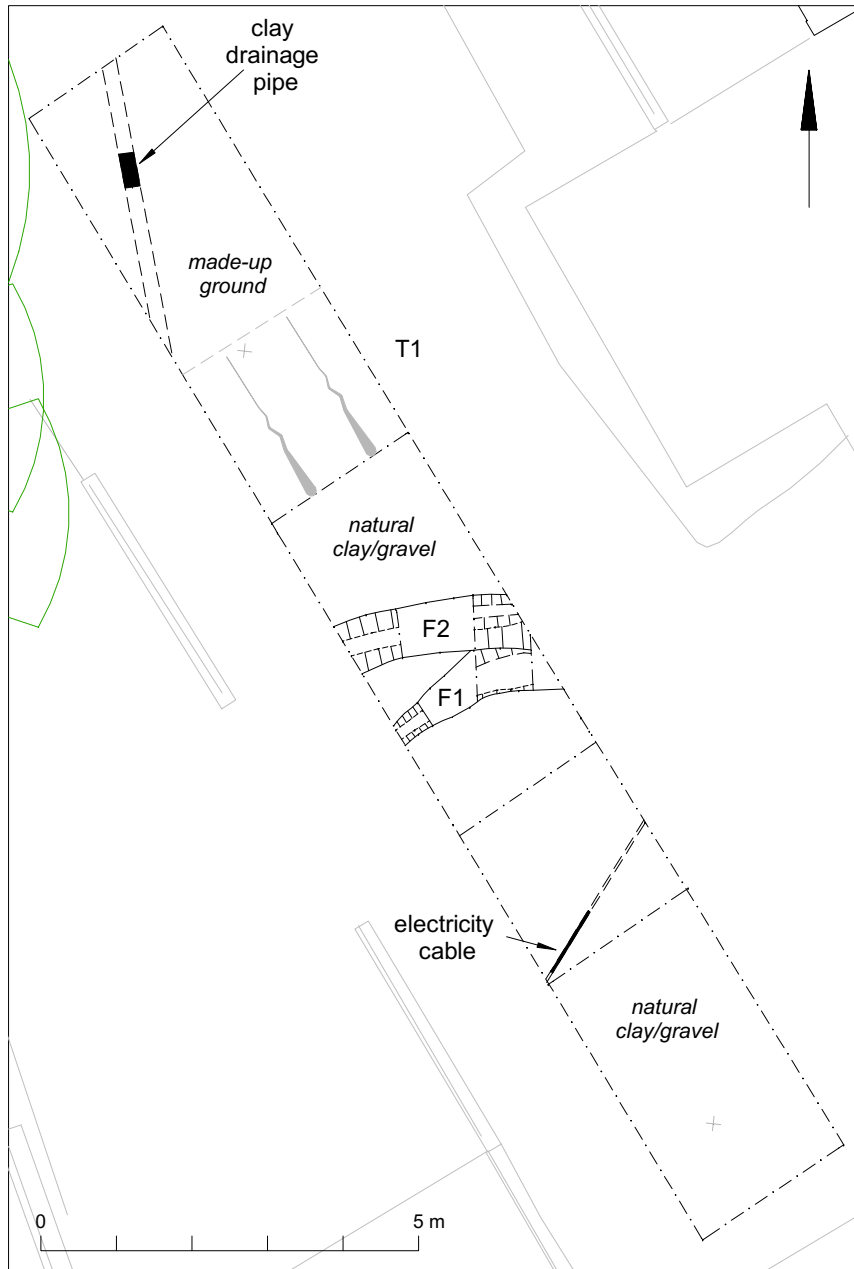 clay
drainage
pipe
made-up
ground
T1
natural
clay/gravel
F2
F1
electricity
cable
natural
clay/gravel
0
5 m